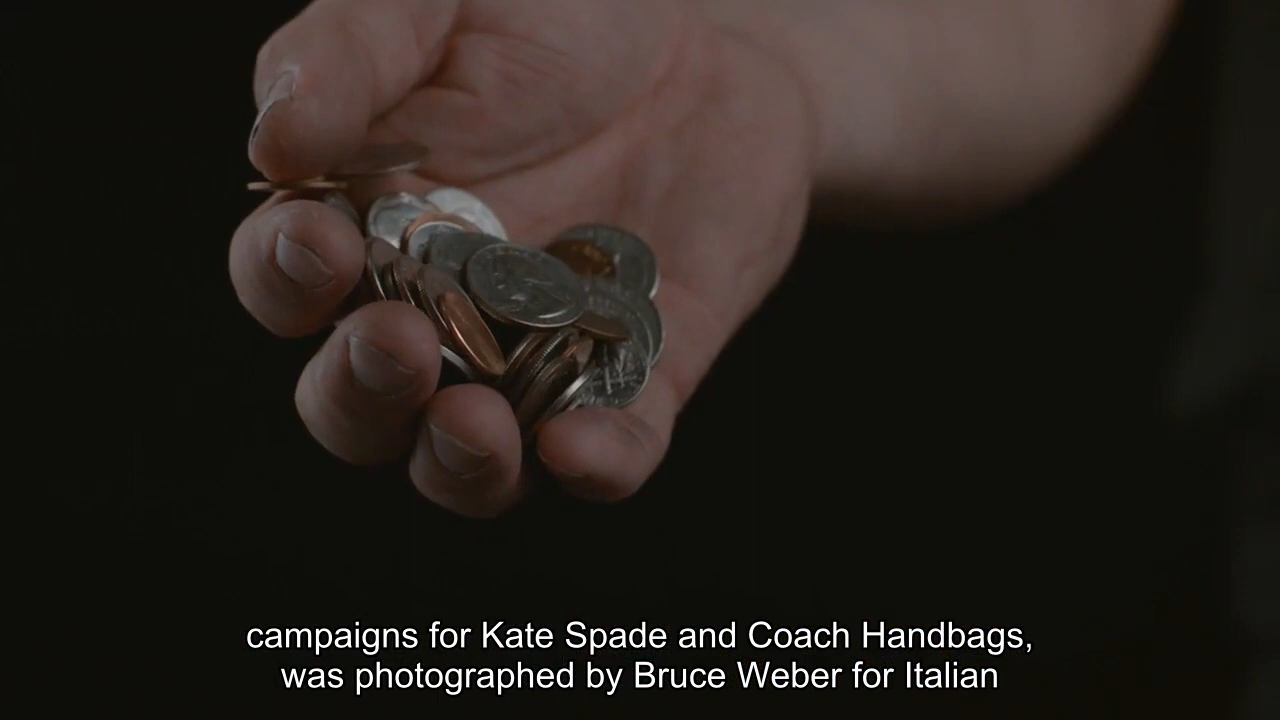 campaigns for Kate Spade and Coach Handbags,
was photographed by Bruce Weber for Italian